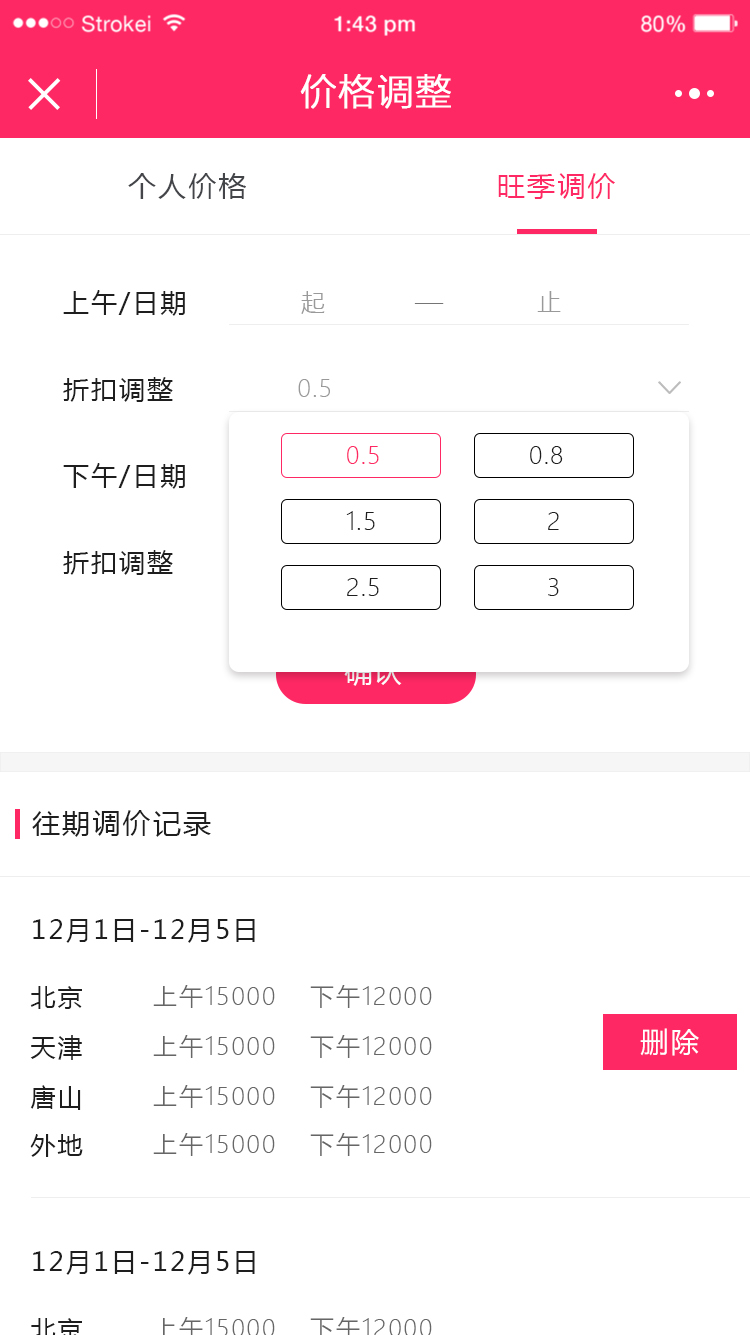 Strokei 1:43 pm 80%
价格调整
个人价格 旺季调价
上午/日期 起 — 止
折扣调整 0.5
0.5 0.8
下午/日期
1.5 2
折扣调整
2.5 3
确认
往期调价记录
12月1日-12月5日
北京 上午15000 下午12000
删除
天津 上午15000 下午12000
唐山 上午15000 下午12000
外地 上午15000 下午12000
12月1日-12月5日
北京 上午15000 下午12000